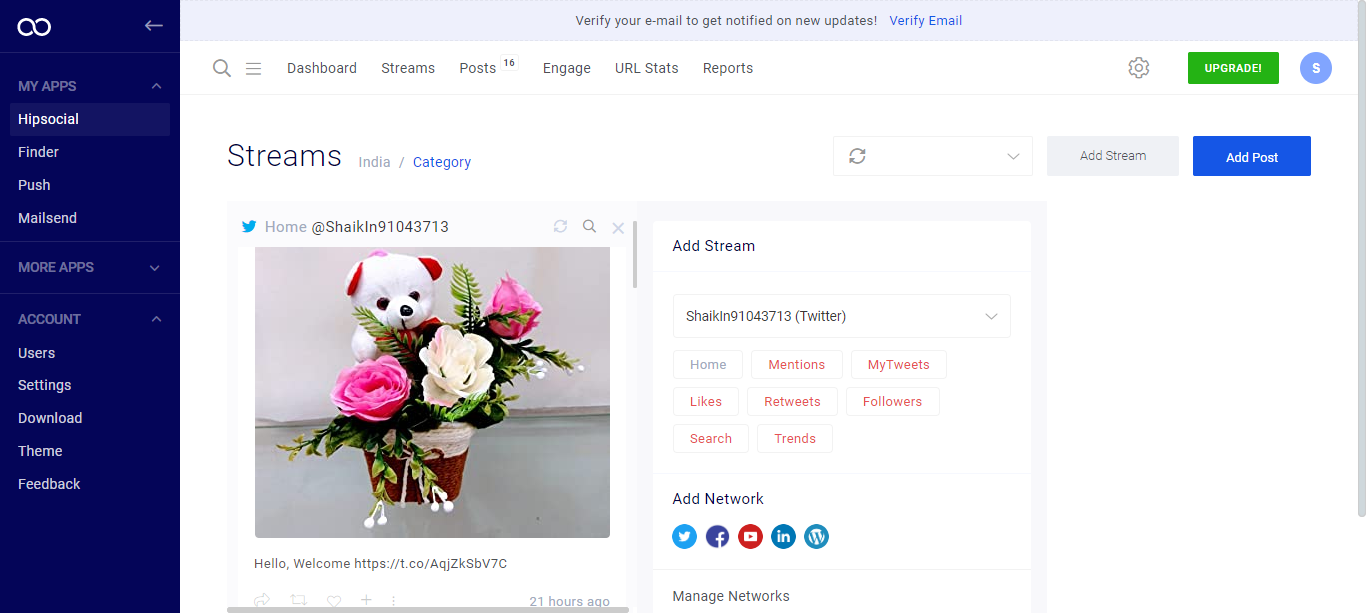 Verify your e-mail to get notified on new updates! Verify Email
Dashboard Streams Posts 16 Engage URL Stats Reports UPGRADE! S
MY APPS
Hipsocial
Finder
Push
Mailsend
MORE APPS
ACCOUNT
Users
Settings
Download
Theme
Feedback
Streams India / Category Add Stream Add Post
Home @ShaikIn91043713
Hello, Welcome https://t.co/AqjZkSbV7C
21 hours ago
Add Stream
ShaikIn91043713 (Twitter)
Home Mentions MyTweets
Likes Retweets Followers
Search Trends
Add Network
Manage Networks